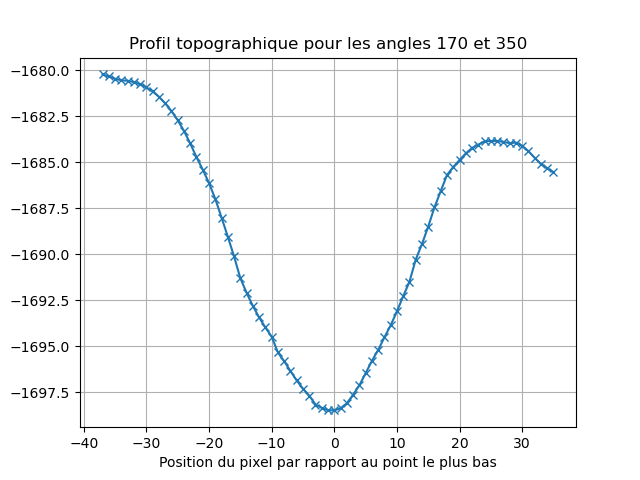 Profil topographique pour les angles 170 et 350
−1680.0
−1682.5
−1685.0
−1687.5
−1690.0
−1692.5
−1695.0
−1697.5
−40 −30 −20 −10 0 10 20 30
Position du pixel par rapport au point le plus bas